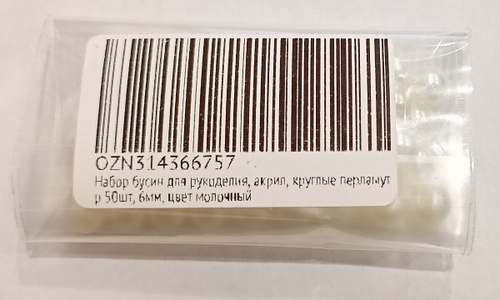 OZN314366757
Набор бусин для рукоделия, акрил, круглые перламут
р 50шт, 6мм, цвет молочный